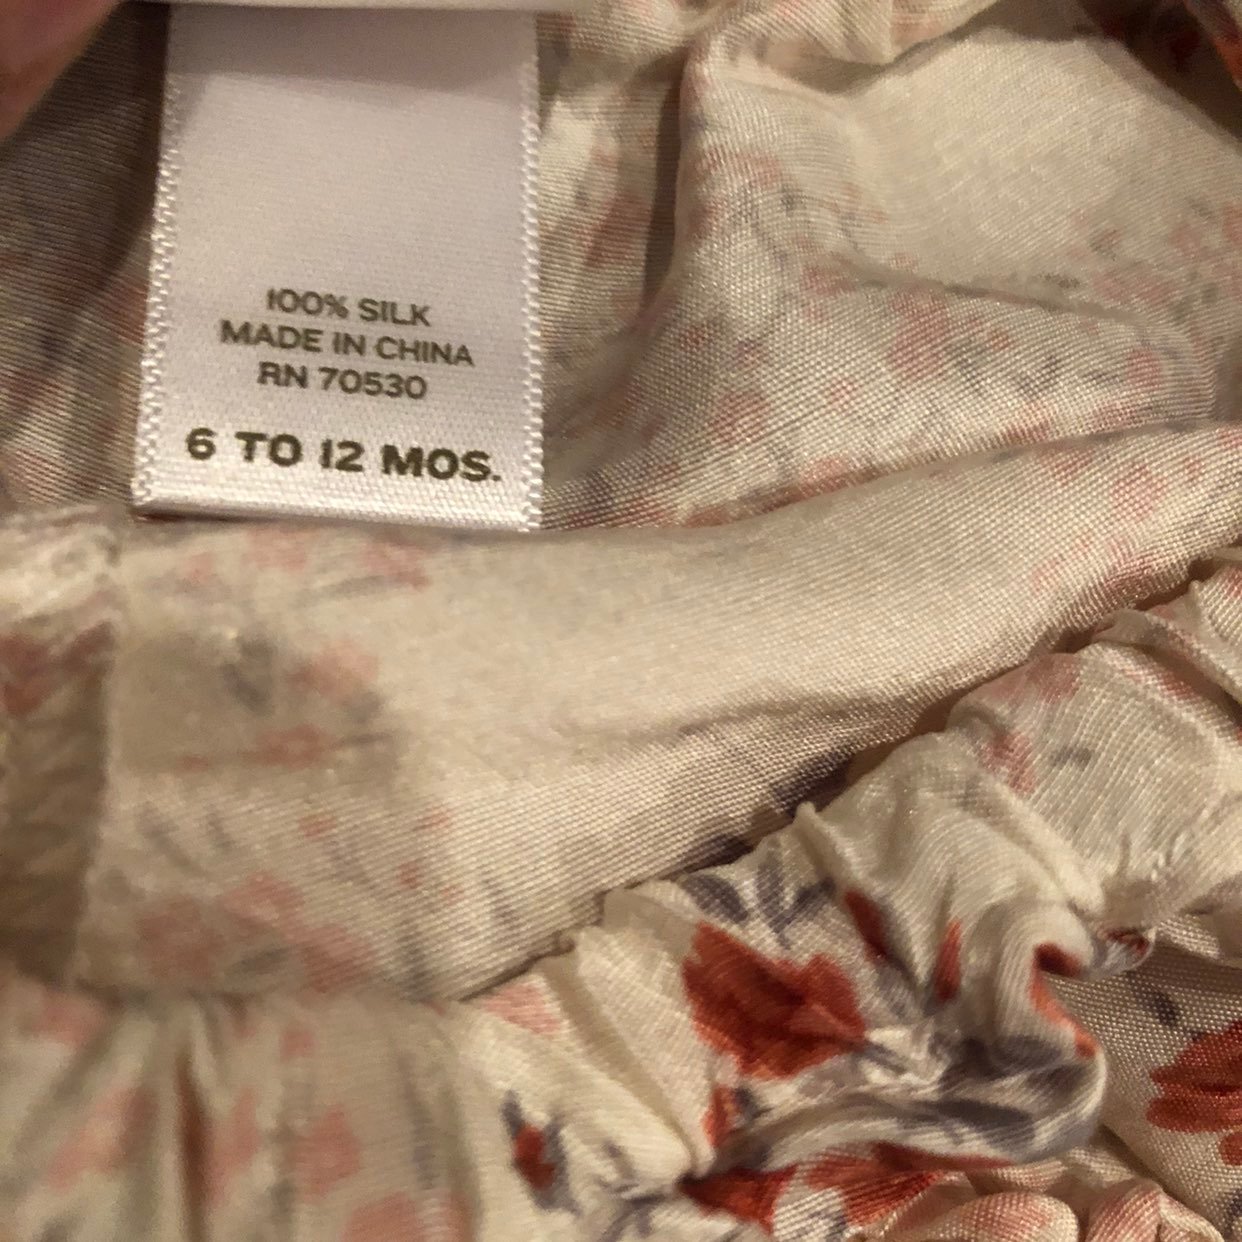 100% SILK
MADE IN CHINA
RN 70530
6 TO 12 MOS.